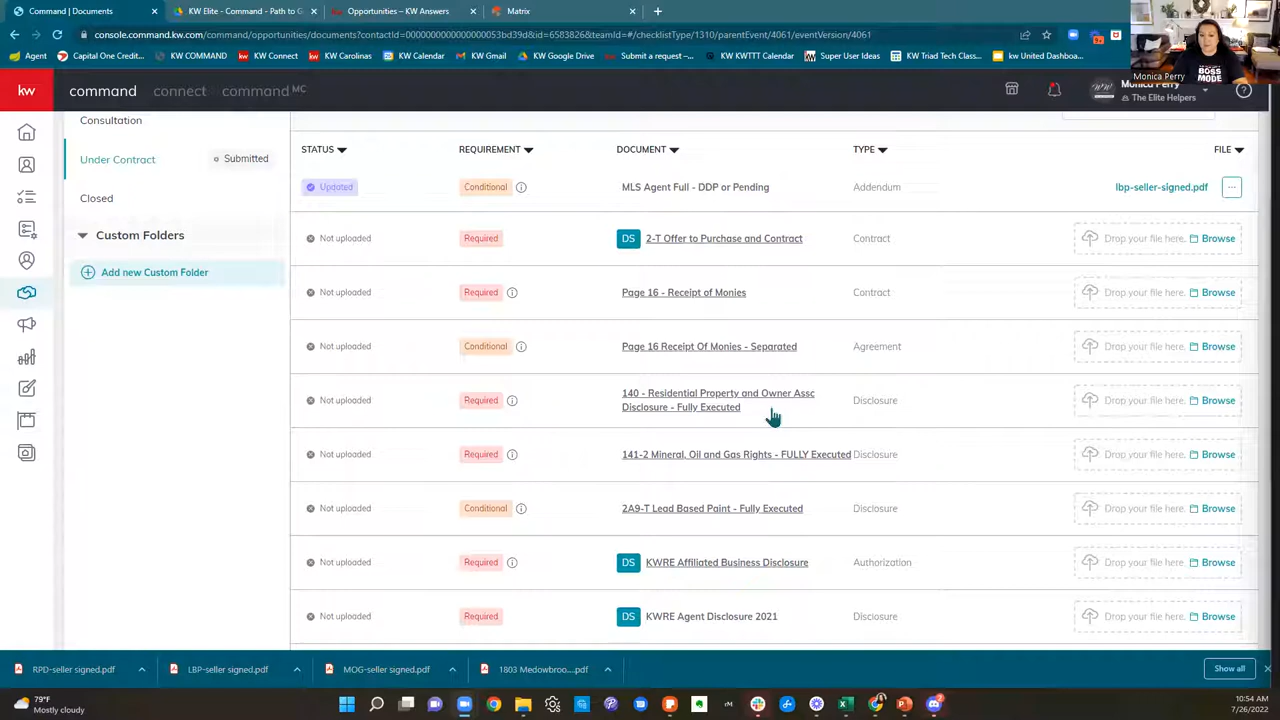 Command | Documents
KW Elite - Command - Path to G
Opportunities – KW Answers
Matrix
console.command.kw.com/command/opportunities/documents?contactId=00000000000000000053bd39d&id=6583826&teamId=#/checklistType/1310/parentEvent/4061/eventVersion/4061
Agent
Capital One Credit...
KW COMMAND
KW Connect
KW Carolinas
KW Calendar
KW Gmail
KW Google Drive
Submit a request –...
KW KWTTT Calendar
Super User Ideas
KW Triad Tech Class...
kw United Dashboa...
BOSS
MODE
Monica Perry
kw
command
connect
command MC
Monica Perry
The Elite Helpers
Consultation
Under Contract
Submitted
Closed
Custom Folders
Add new Custom Folder
STATUS
REQUIREMENT
DOCUMENT
TYPE
FILE
Updated
Conditional
MLS Agent Full - DDP or Pending
Addendum
lbp-seller-signed.pdf
...
Not uploaded
Required
DS
2-T Offer to Purchase and Contract
Contract
Drop your file here.
Browse
Not uploaded
Required
Page 16 - Receipt of Monies
Contract
Drop your file here.
Browse
Not uploaded
Conditional
Page 16 Receipt Of Monies - Separated
Agreement
Drop your file here.
Browse
Not uploaded
Required
140 - Residential Property and Owner Assc
Disclosure - Fully Executed
Disclosure
Drop your file here.
Browse
Not uploaded
Required
141-2 Mineral, Oil and Gas Rights - FULLY Executed
Disclosure
Drop your file here.
Browse
Not uploaded
Conditional
2A9-T Lead Based Paint - Fully Executed
Disclosure
Drop your file here.
Browse
Not uploaded
Required
DS
KWRE Affiliated Business Disclosure
Authorization
Drop your file here.
Browse
Not uploaded
Required
DS
KWRE Agent Disclosure 2021
Disclosure
Drop your file here.
Browse
RPD-seller signed.pdf
LBP-seller signed.pdf
MOG-seller signed.pdf
1803 Medowbroo....pdf
Show all
79°F
Mostly cloudy
rM
10:54 AM
7/26/2022